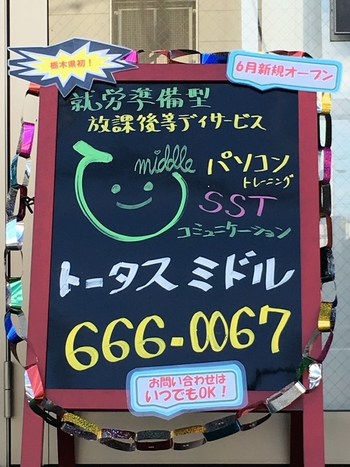 栃木県初!
6月新規オープン
就労準備型
放課後等デイサービス
middle
パソコン
トレーニング
SST
コミュニケーション
トータス ミドル
666-0067
お問い合わせは
いつでもOK!